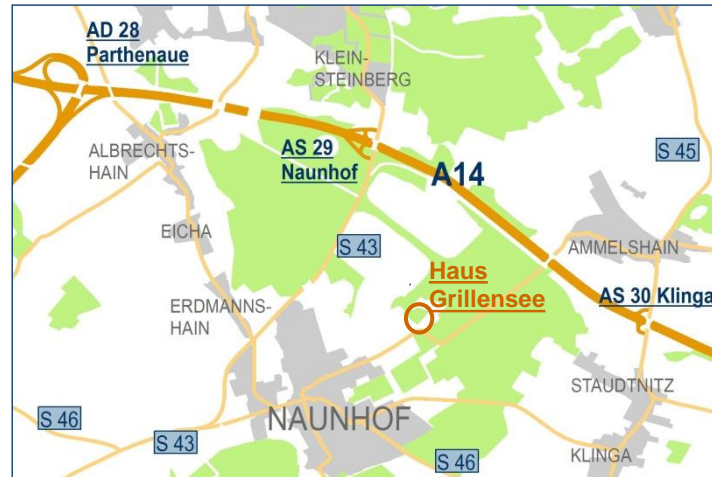 AD 28
Parthenaue
KLEIN-
STEINBERG
ALBRECHTS-
HAIN
AS 29
Naunhof
A14
S 45
EICHA
S 43
AMMELSHAIN
Haus
Grillensee
AS 30 Klinga
ERDMANNS-
HAIN
STAUDTNITZ
NAUNHOF
S 46
S 43
S 46
KLINGA